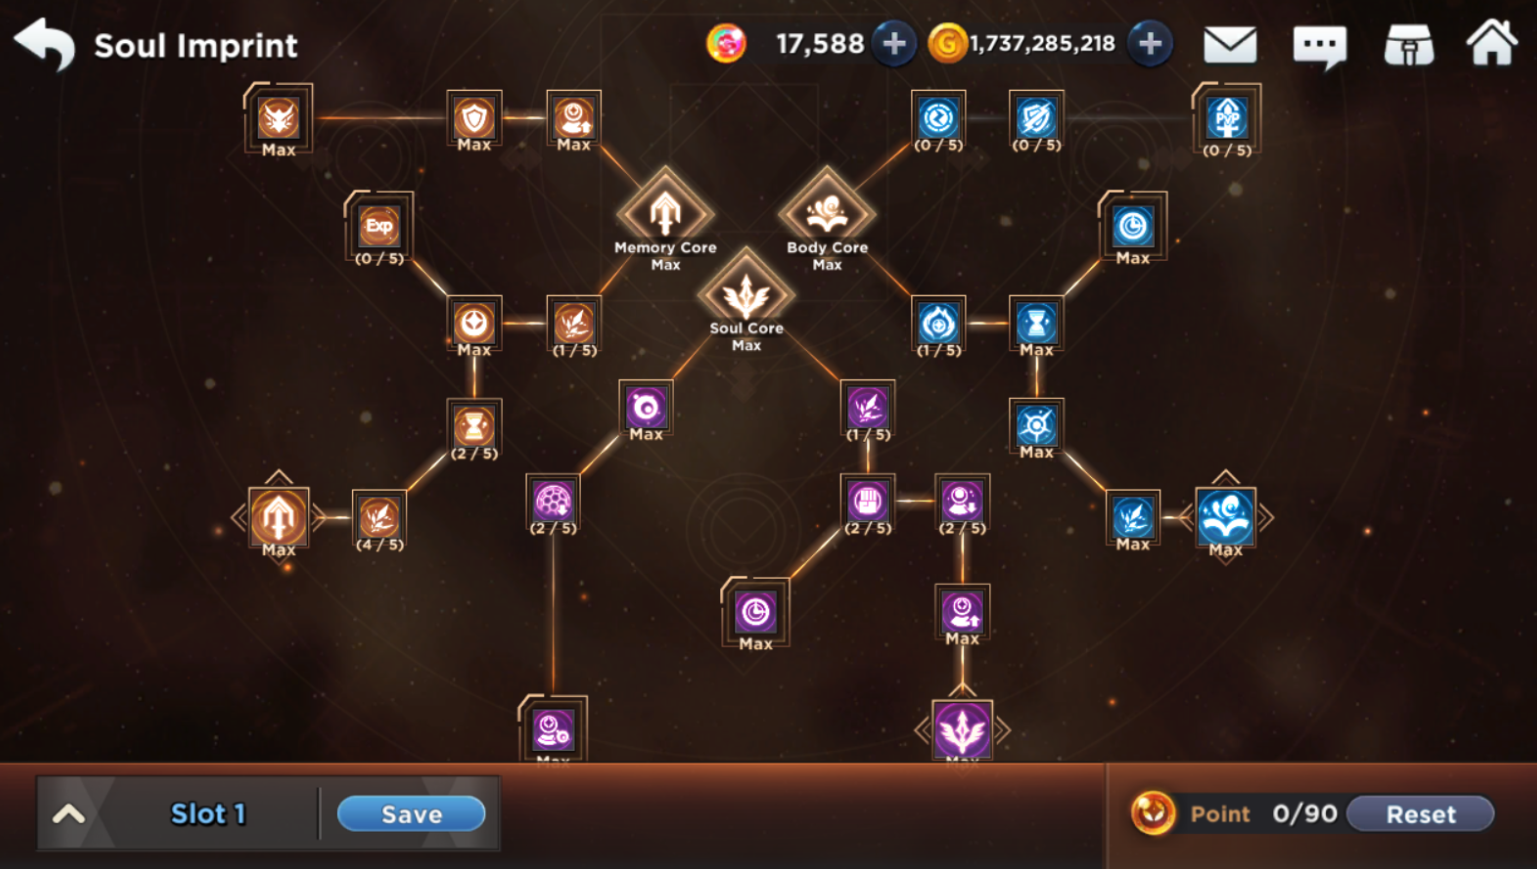 Soul Imprint
17,588
G
1,737,285,218
Max
Max
Max
(0 / 5)
(0 / 5)
PVP
(0 / 5)
Exp
(0 / 5)
Memory Core
Max
Body Core
Max
Max
Soul Core
Max
Max
(1 / 5)
(1 / 5)
Max
Max
(1 / 5)
(2 / 5)
Max
(2 / 5)
(2 / 5)
(2 / 5)
Max
(4 / 5)
Max
Max
Max
Max
Max
Max
Slot 1
Save
Point
0/90
Reset